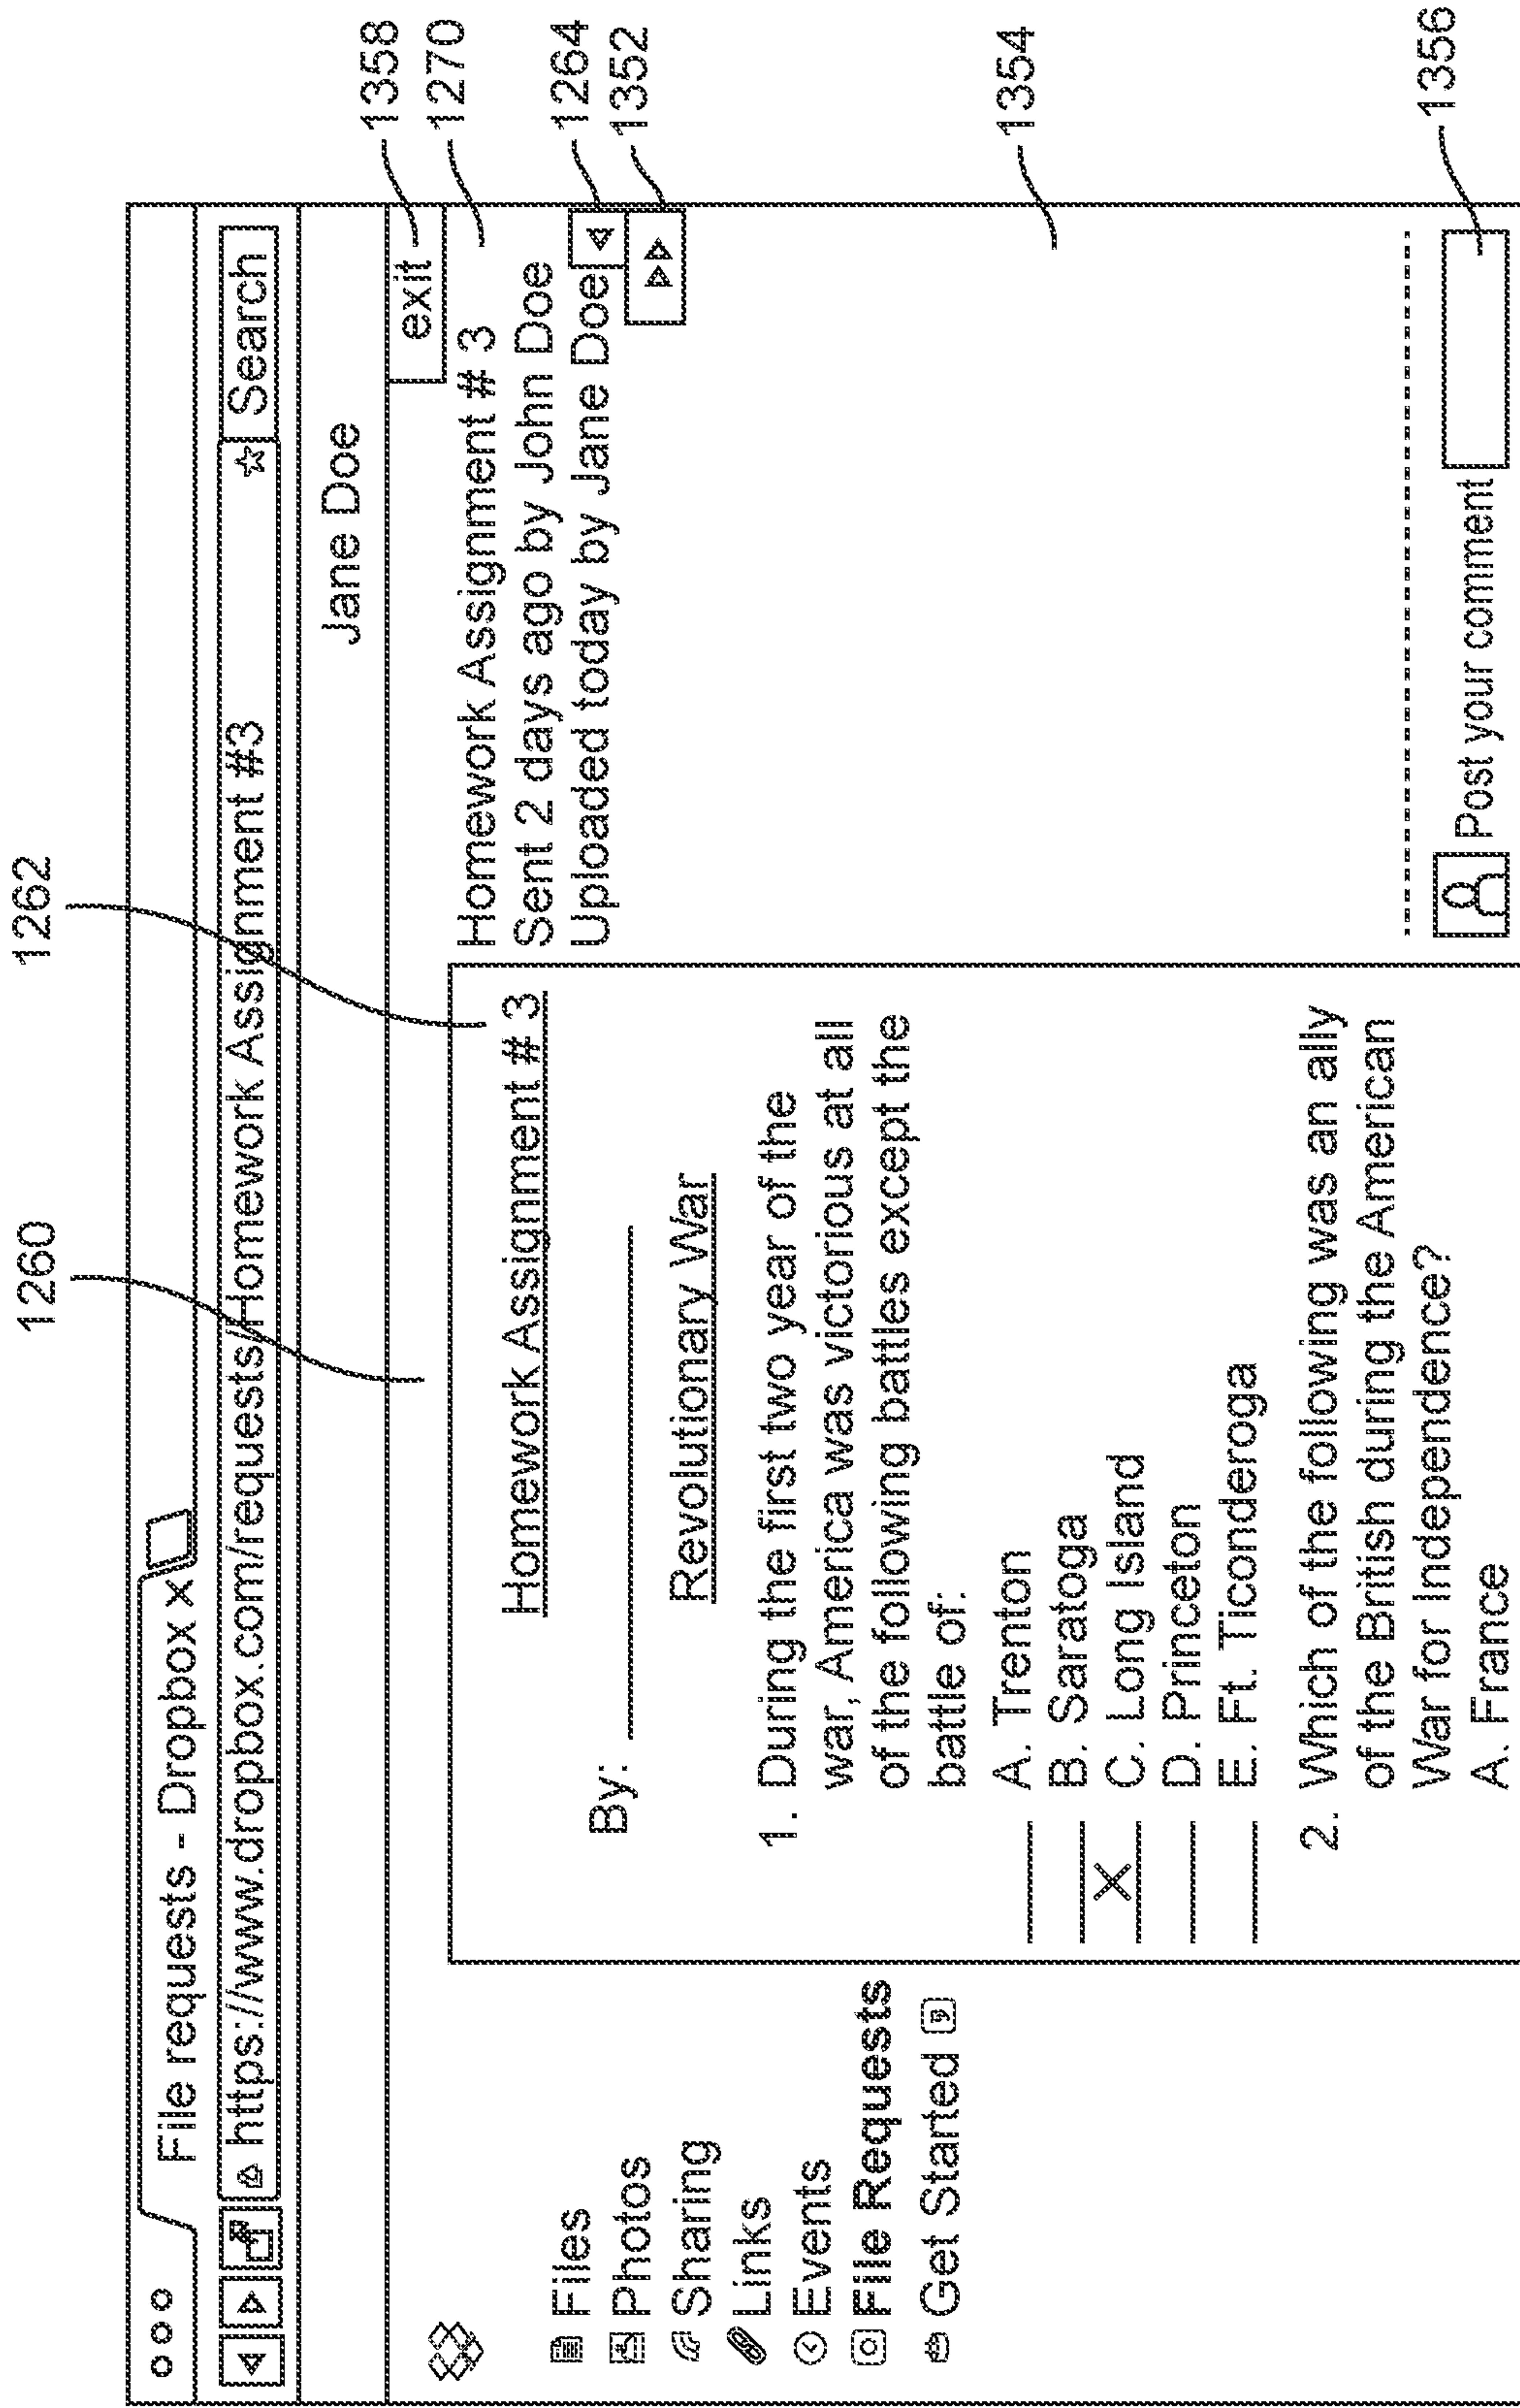 1260
1262
File requests - Dropbox x
https://www.dropbox.com/requests/Homework Assignment #3
Search
Jane Doe
exit
1358
1270
Files
Photos
Sharing
Links
Events
File Requests
Get Started
Homework Assignment # 3
By:
Revolutionary War
1. During the first two year of the
war, America was victorious at all
of the following battles except the
battle of:
A. Trenton
B. Saratoga
X C. Long Island
D. Princeton
E. Ft. Ticonderoga
2. Which of the following was an ally
of the British during the American
War for Independence?
A. France
Homework Assignment # 3
Sent 2 days ago by John Doe
Uploaded today by Jane Doe
1264
1352
1354
Post your comment
1356